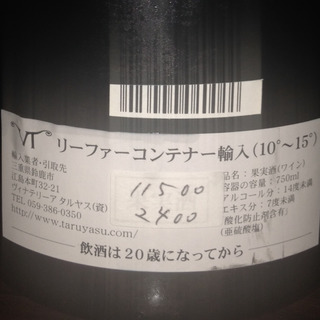 VT リーファーコンテナー輸入(10°~15°)
輸入業者・引取先
三重県鈴鹿市
江島本町32-21
ヴィナテリーア タルヤス(資)
TEL 059-386-0350
http://www.taruyasu.com/
11500
2400
品名：果実酒(ワイン)
容器の容量：750ml
アルコール分：14度未満
エキス分：7度未満
酸化防止剤含有)
(亜硫酸塩)
飲酒は20歳になってから